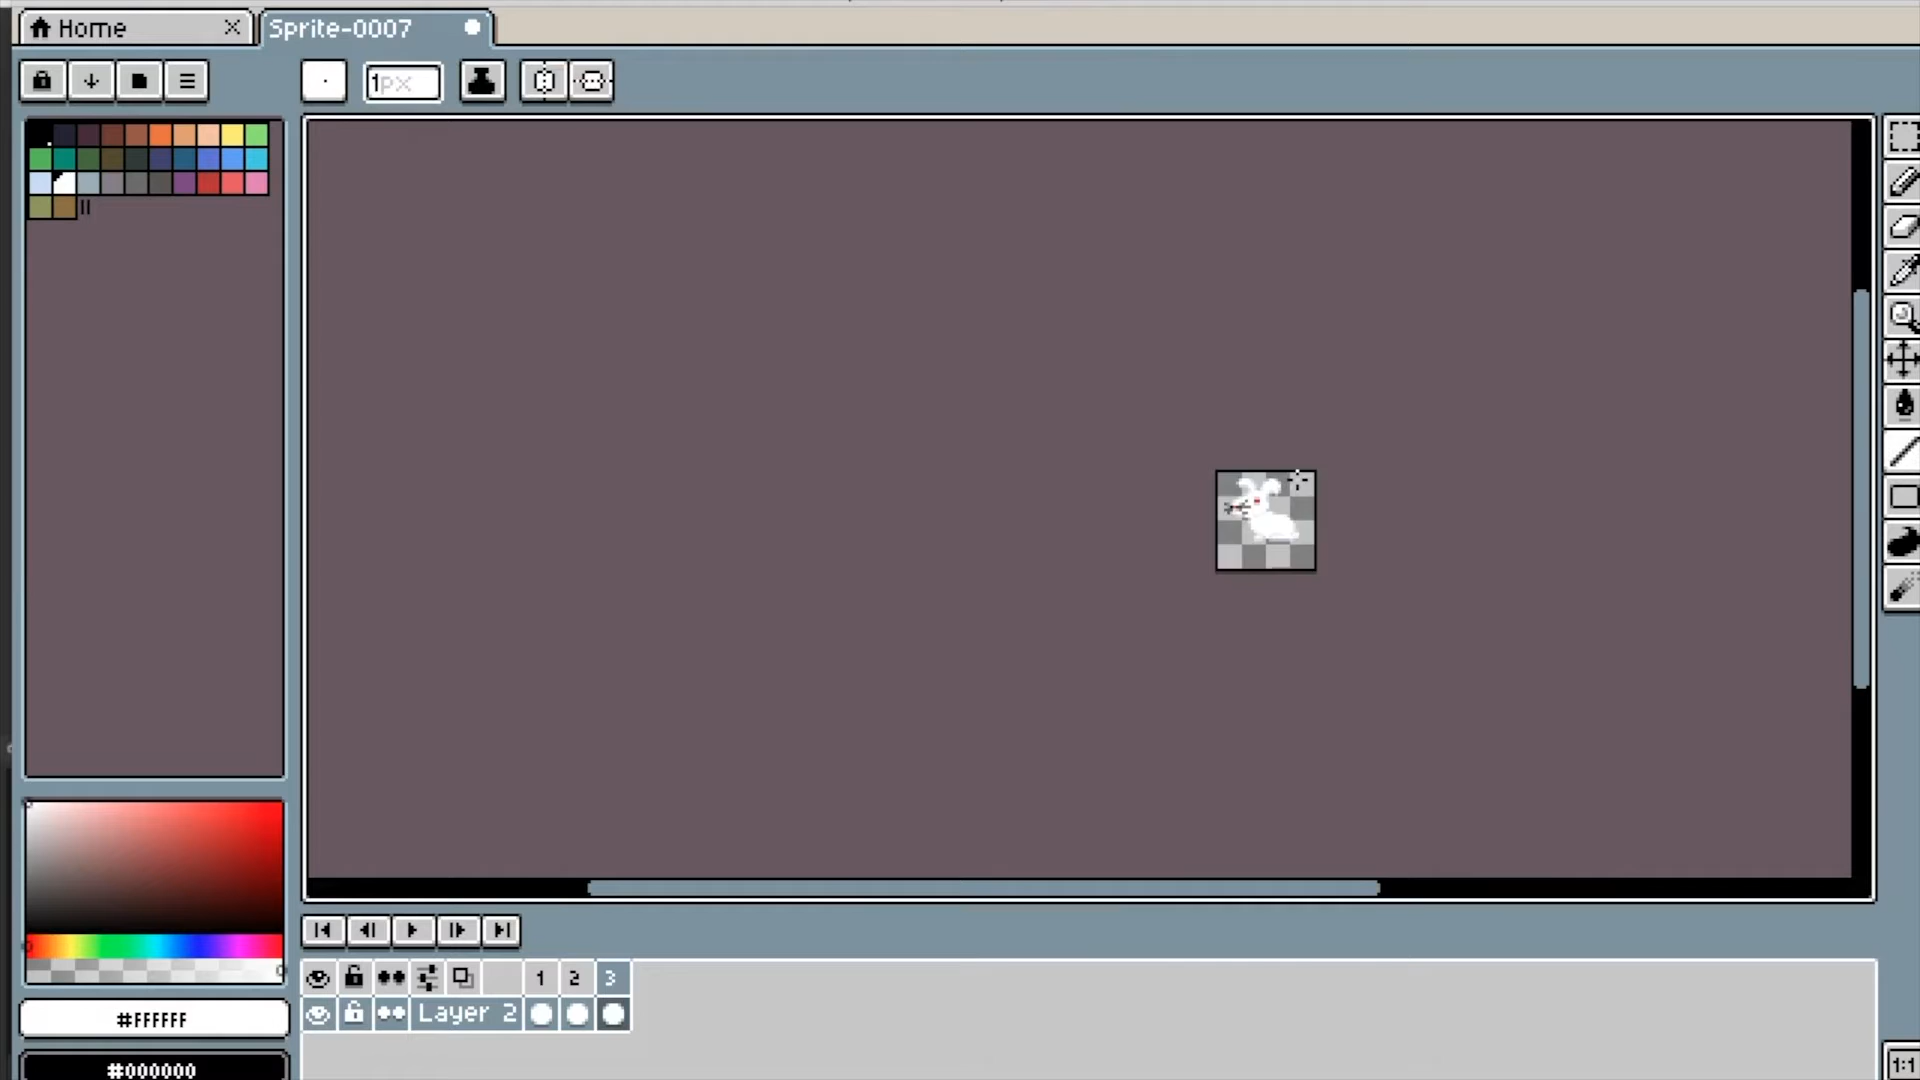 Home
Sprite-0007
1px
1 2 3
Layer 2
#FFFFFF
#000000
1:1